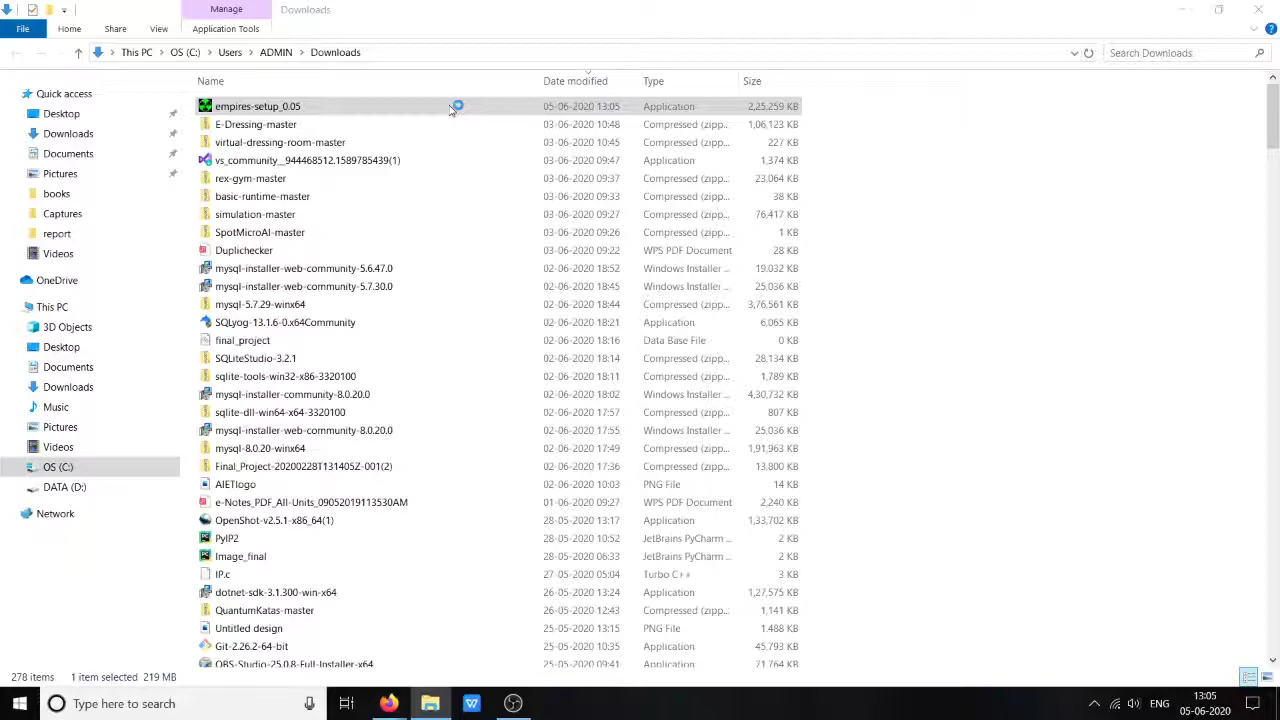 Manage
Downloads
File
Home
Share
View
Application Tools
This PC
OS (C:)
Users
ADMIN
Downloads
Search Downloads
Name
Date modified
Type
Size
Quick access
Desktop
Downloads
Documents
Pictures
books
Captures
report
Videos
OneDrive
This PC
3D Objects
Desktop
Documents
Downloads
Music
Pictures
Videos
OS (C:)
DATA (D:)
Network
empires-setup_0.05 05-06-2020 13:05 Application 2,25,259 KB
E-Dressing-master 03-06-2020 10:48 Compressed (zipp... 1,06,123 KB
virtual-dressing-room-master 03-06-2020 10:45 Compressed (zipp... 227 KB
vs_community__944468512.1589785439(1) 03-06-2020 09:47 Application 1,374 KB
rex-gym-master 03-06-2020 09:37 Compressed (zipp... 23,064 KB
basic-runtime-master 03-06-2020 09:33 Compressed (zipp... 38 KB
simulation-master 03-06-2020 09:27 Compressed (zipp... 76,417 KB
SpotMicroAI-master 03-06-2020 09:26 Compressed (zipp... 1 KB
Duplichecker 03-06-2020 09:22 WPS PDF Document 28 KB
mysql-installer-web-community-5.6.47.0 02-06-2020 18:52 Windows Installer ... 19,032 KB
mysql-installer-web-community-5.7.30.0 02-06-2020 18:45 Windows Installer ... 25,036 KB
mysql-5.7.29-winx64 02-06-2020 18:44 Compressed (zipp... 3,76,561 KB
SQLyog-13.1.6-0.x64Community 02-06-2020 18:21 Application 6,065 KB
final_project 02-06-2020 18:16 Data Base File 0 KB
SQLiteStudio-3.2.1 02-06-2020 18:14 Compressed (zipp... 28,134 KB
sqlite-tools-win32-x86-3320100 02-06-2020 18:11 Compressed (zipp... 1,789 KB
mysql-installer-community-8.0.20.0 02-06-2020 18:02 Windows Installer ... 4,30,732 KB
sqlite-dll-win64-x64-3320100 02-06-2020 17:57 Compressed (zipp... 807 KB
mysql-installer-web-community-8.0.20.0 02-06-2020 17:55 Windows Installer ... 25,036 KB
mysql-8.0.20-winx64 02-06-2020 17:49 Compressed (zipp... 1,91,963 KB
Final_Project-20200228T131405Z-001(2) 02-06-2020 17:36 Compressed (zipp... 13,800 KB
AIETlogo 02-06-2020 10:03 PNG File 14 KB
e-Notes_PDF_All-Units_09052019113530AM 01-06-2020 09:27 WPS PDF Document 2,240 KB
OpenShot-v2.5.1-x86_64(1) 28-05-2020 13:17 Application 1,33,702 KB
PyIP2 28-05-2020 10:52 JetBrains PyCharm ... 2 KB
Image_final 28-05-2020 06:33 JetBrains PyCharm ... 2 KB
IP.c 27-05-2020 05:04 Turbo C++ 3 KB
dotnet-sdk-3.1.300-win-x64 26-05-2020 13:24 Application 1,27,575 KB
QuantumKatas-master 26-05-2020 12:43 Compressed (zipp... 1,141 KB
Untitled design 25-05-2020 13:15 PNG File 1,488 KB
Git-2.26.2-64-bit 25-05-2020 10:35 Application 45,793 KB
OBS-Studio-25.0.8-Full-Installer-x64 25-05-2020 09:41 Application 71,764 KB
278 items 1 item selected 219 MB
Type here to search
ENG
13:05
05-06-2020